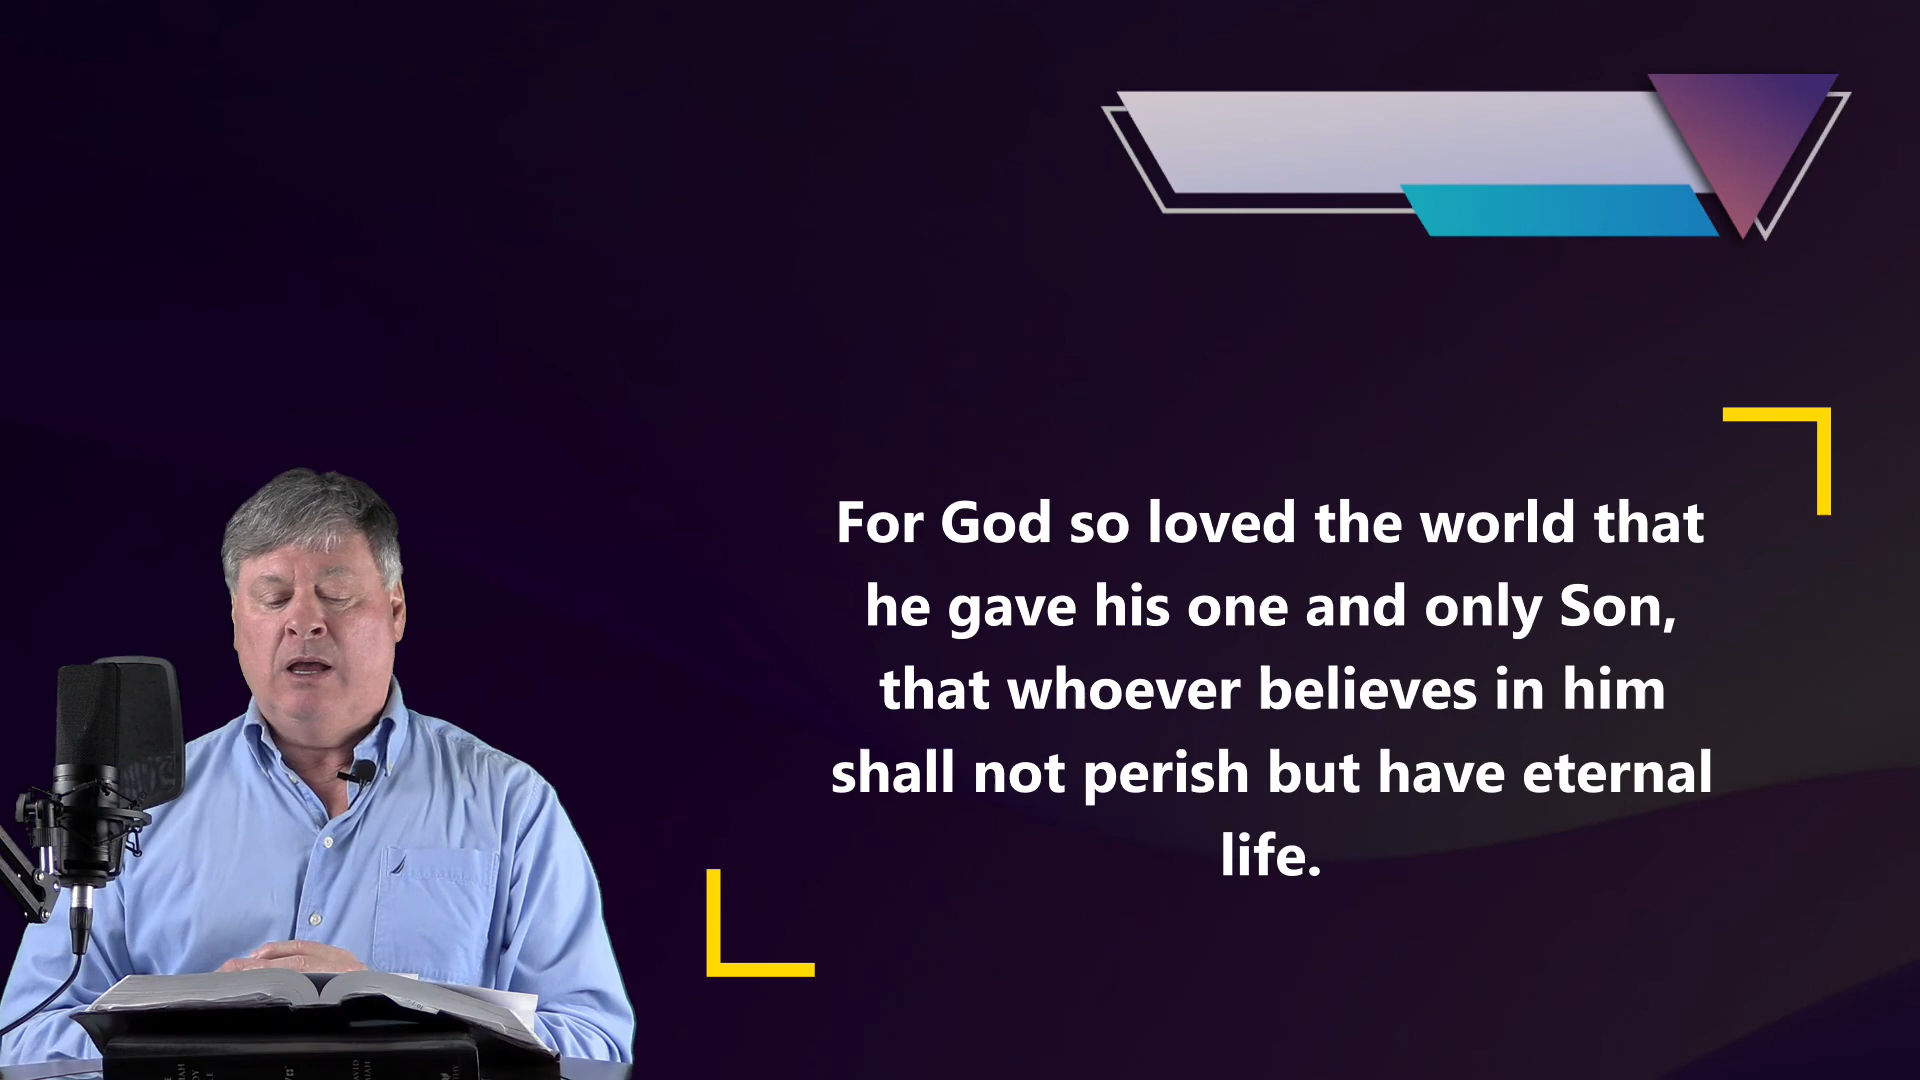 For God so loved the world that
he gave his one and only Son,
that whoever believes in him
shall not perish but have eternal
life.